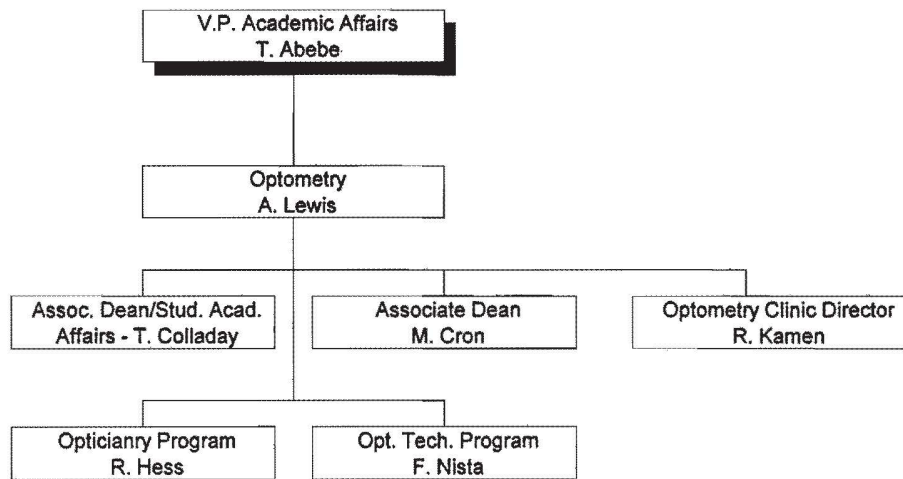 V.P. Academic Affairs
T. Abebe
Optometry
A. Lewis
Assoc. Dean/Stud. Acad.
Affairs - T. Colladay
Associate Dean
M. Cron
Optometry Clinic Director
R. Kamen
Opticianry Program
R. Hess
Opt. Tech. Program
F. Nista